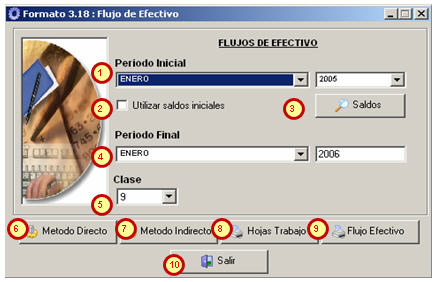 Formato 3.18 : Flujo de Efectivo
FLUJOS DE EFECTIVO
Periodo Inicial
1 ENERO 2005
2 Utilizar saldos iniciales 3 Saldos
Periodo Final
4 ENERO 2006
Clase
5 9
6 Metodo Directo 7 Metodo Indirecto 8 Hojas Trabajo 9 Flujo Efectivo
10 Salir